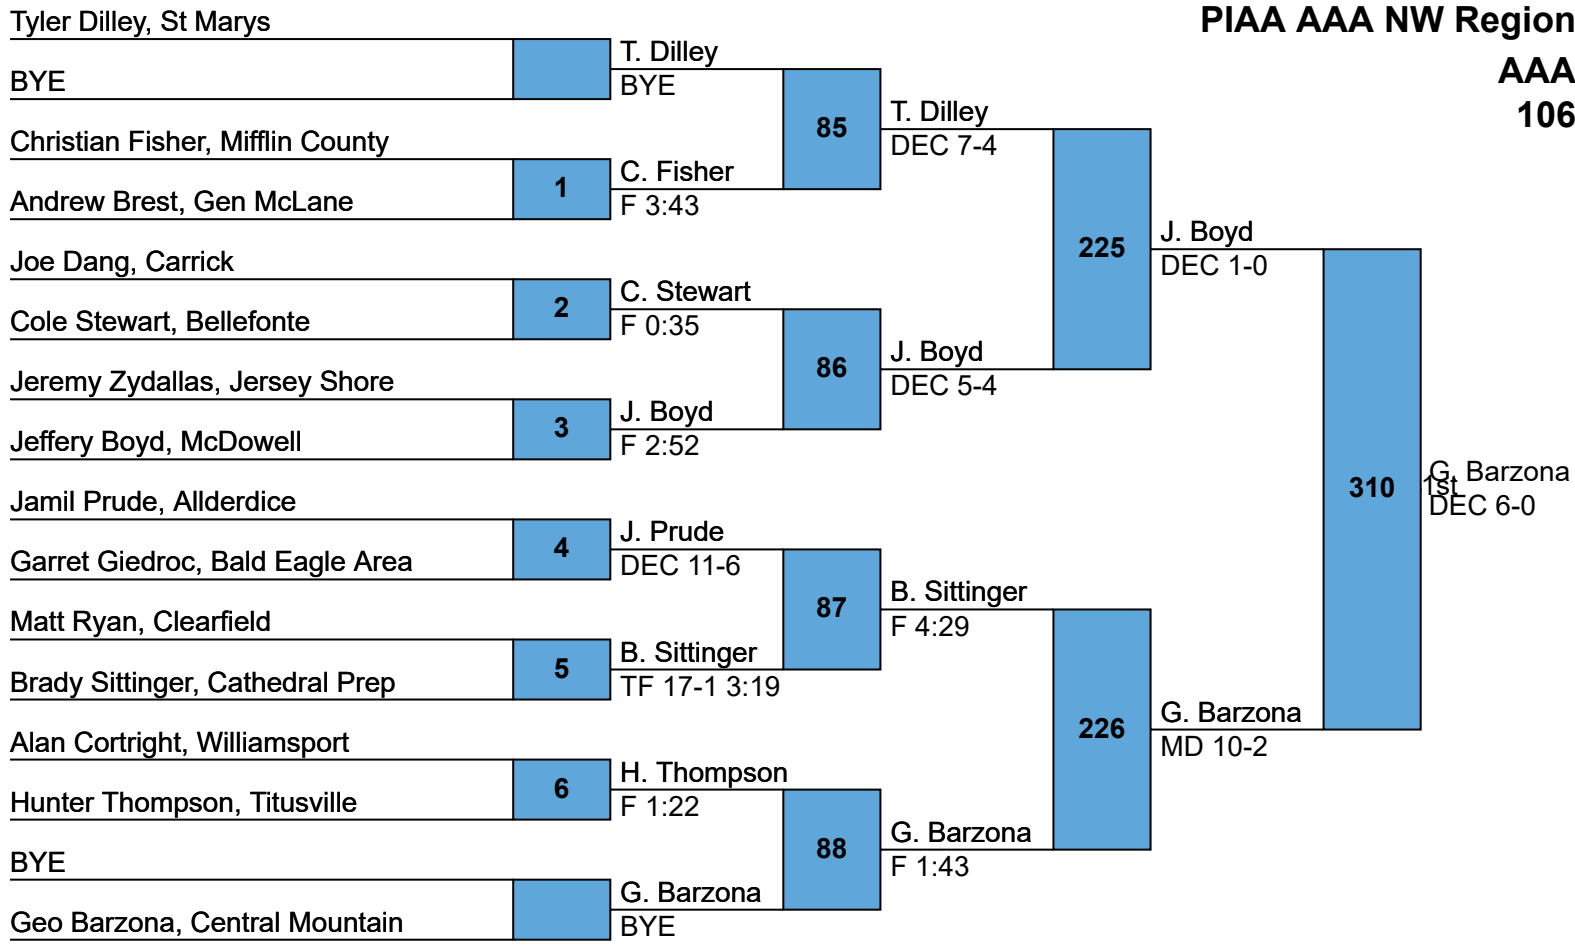 PIAA AAA NW Region
AAA
106
Tyler Dilley, St Marys
BYE
Christian Fisher, Mifflin County
1
Andrew Brest, Gen McLane
Joe Dang, Carrick
2
Cole Stewart, Bellefonte
Jeremy Zydallas, Jersey Shore
3
Jeffery Boyd, McDowell
Jamil Prude, Allderdice
4
Garret Giedroc, Bald Eagle Area
Matt Ryan, Clearfield
5
Brady Sittinger, Cathedral Prep
Alan Cortright, Williamsport
6
Hunter Thompson, Titusville
BYE
Geo Barzona, Central Mountain
T. Dilley
BYE
85
C. Fisher
F 3:43
C. Stewart
F 0:35
86
J. Boyd
F 2:52
J. Prude
DEC 11-6
87
B. Sittinger
TF 17-1 3:19
H. Thompson
F 1:22
88
G. Barzona
BYE
T. Dilley
DEC 7-4
225
J. Boyd
DEC 5-4
B. Sittinger
F 4:29
226
G. Barzona
F 1:43
J. Boyd
DEC 1-0
310
G. Barzona
MD 10-2
G. Barzona
1st
DEC 6-0